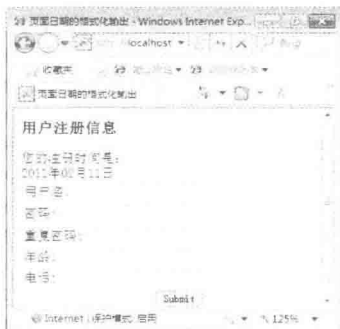 页面日期的格式化输出 - Windows Internet Exp...
localhost
收藏夹
页面日期的格式化输出
用户注册信息
您的注册时间是:
2011年02月11日
用户名:
密码:
重复密码:
年龄:
电话:
Submit
Internet | 保护模式: 启用
125%